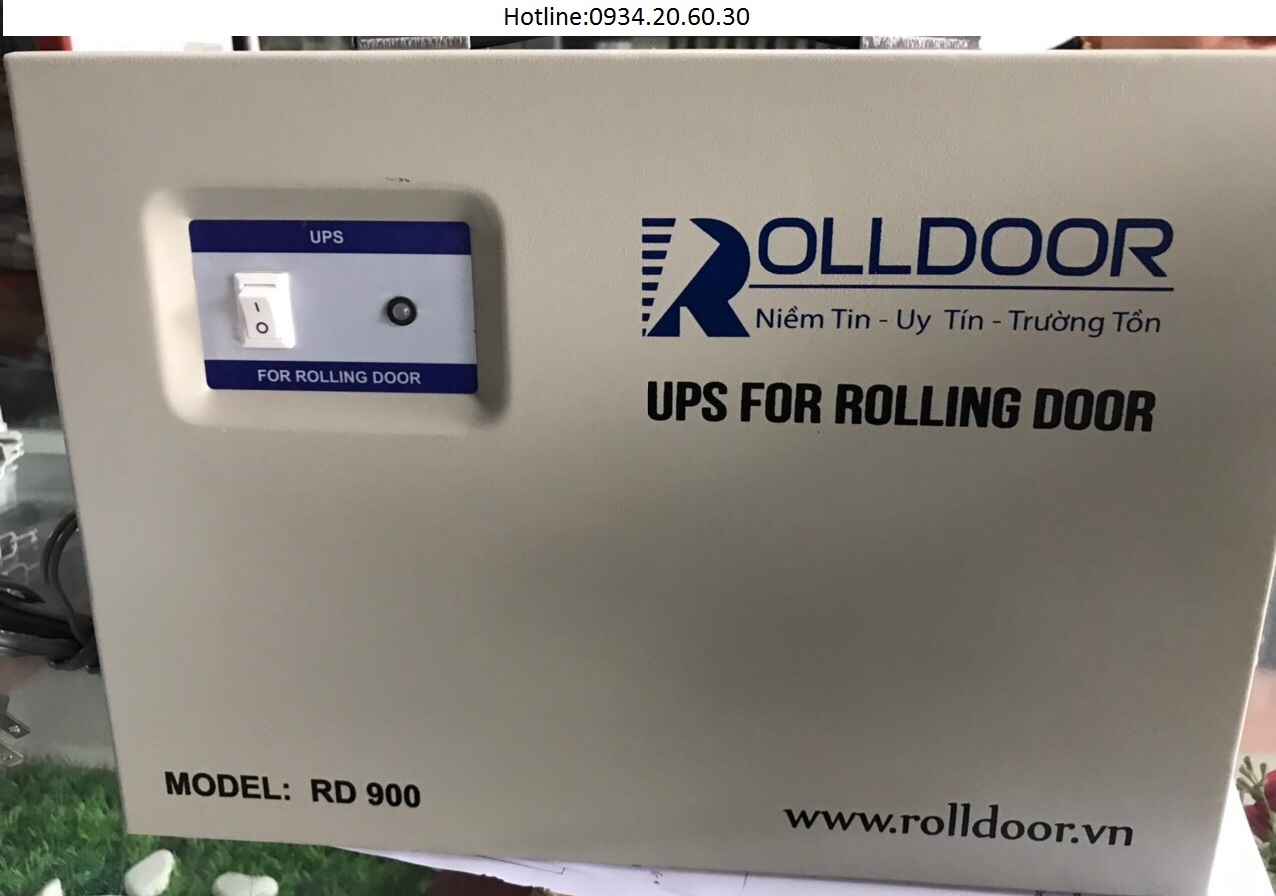 Hotline:0934.20.60.30
UPS
FOR ROLLING DOOR
ROLLDOOR
Niềm Tin - Uy Tín - Trường Tồn
UPS FOR ROLLING DOOR
MODEL: RD 900
www.rolldoor.vn